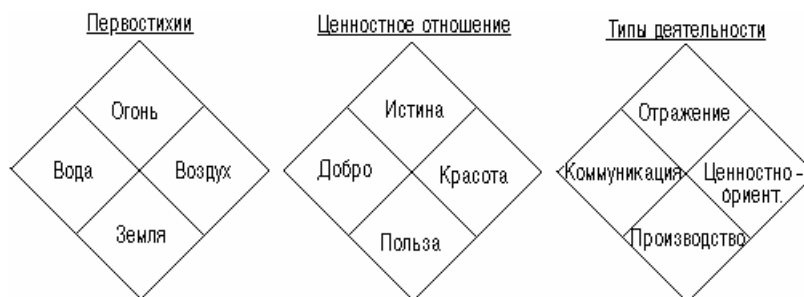 Первостихии
Огонь
Вода
Воздух
Земля
Ценностное отношение
Истина
Добро
Красота
Польза
Типы деятельности
Отражение
Коммуникация
Ценностно-
ориент.
Производство